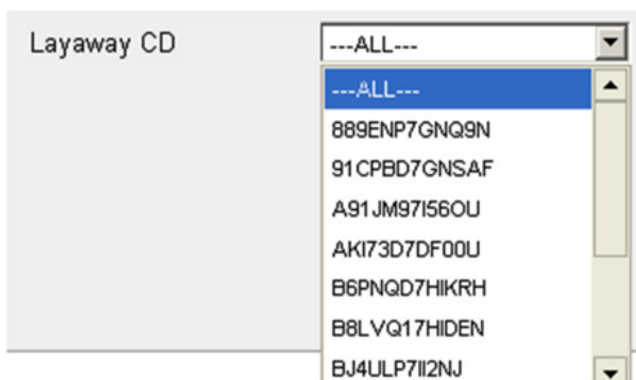 Layaway CD ---ALL---
---ALL---
889ENP7GNQ9N
91CPBD7GNSAF
A91JM97I56OU
AKI73D7DF00U
B6PNQD7HIKRH
B8LVQ17HIDEN
BJ4ULP7II2NJ